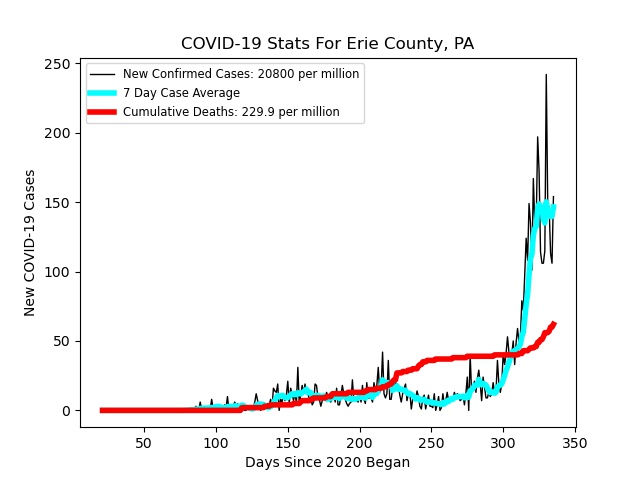 COVID-19 Stats For Erie County, PA
New Confirmed Cases: 20800 per million
7 Day Case Average
Cumulative Deaths: 229.9 per million
New COVID-19 Cases
250
200
150
100
50
0
50
100
150
200
250
300
350
Days Since 2020 Began